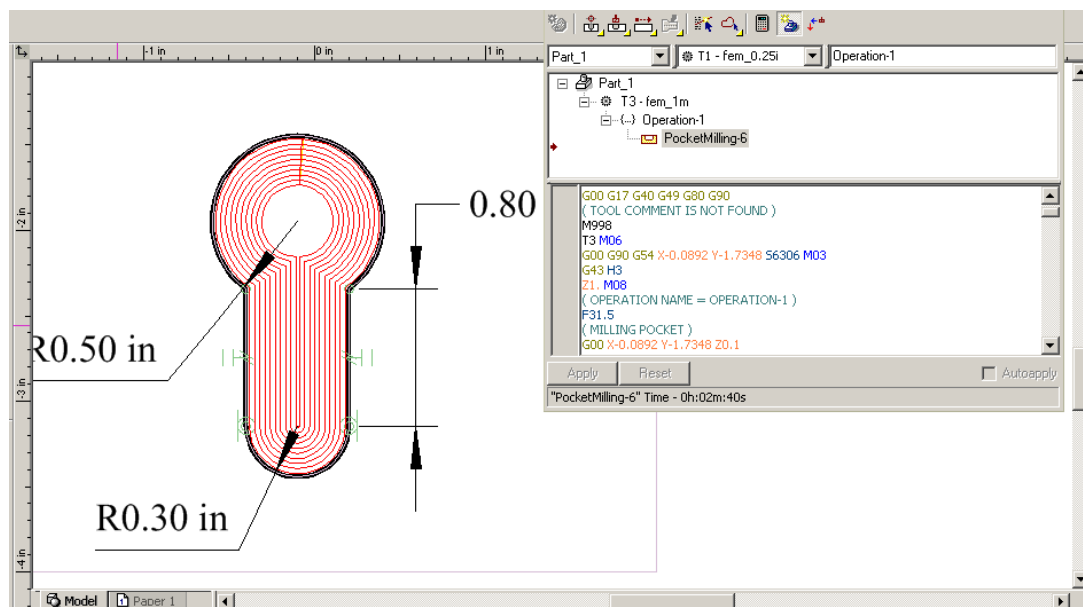 Part_1
T1 - fem_0.25i
Operation-1
-1 in
0 in
1 in
Part_1
T3 - fem_1m
{...} Operation-1
PocketMilling-6
G00 G17 G40 G49 G80 G90
( TOOL COMMENT IS NOT FOUND )
M998
T3 M06
G00 G90 G54 X-0.0892 Y-1.7348 S6306 M03
G43 H3
Z1. M08
( OPERATION NAME = OPERATION-1 )
F31.5
( MILLING POCKET )
G00 X-0.0892 Y-1.7348 Z0.1
Apply
Reset
Autoapply
"PocketMilling-6" Time - 0h:02m:40s
-2 in
0.80
R0.50 in
-3 in
R0.30 in
-4 in
Model
Paper 1